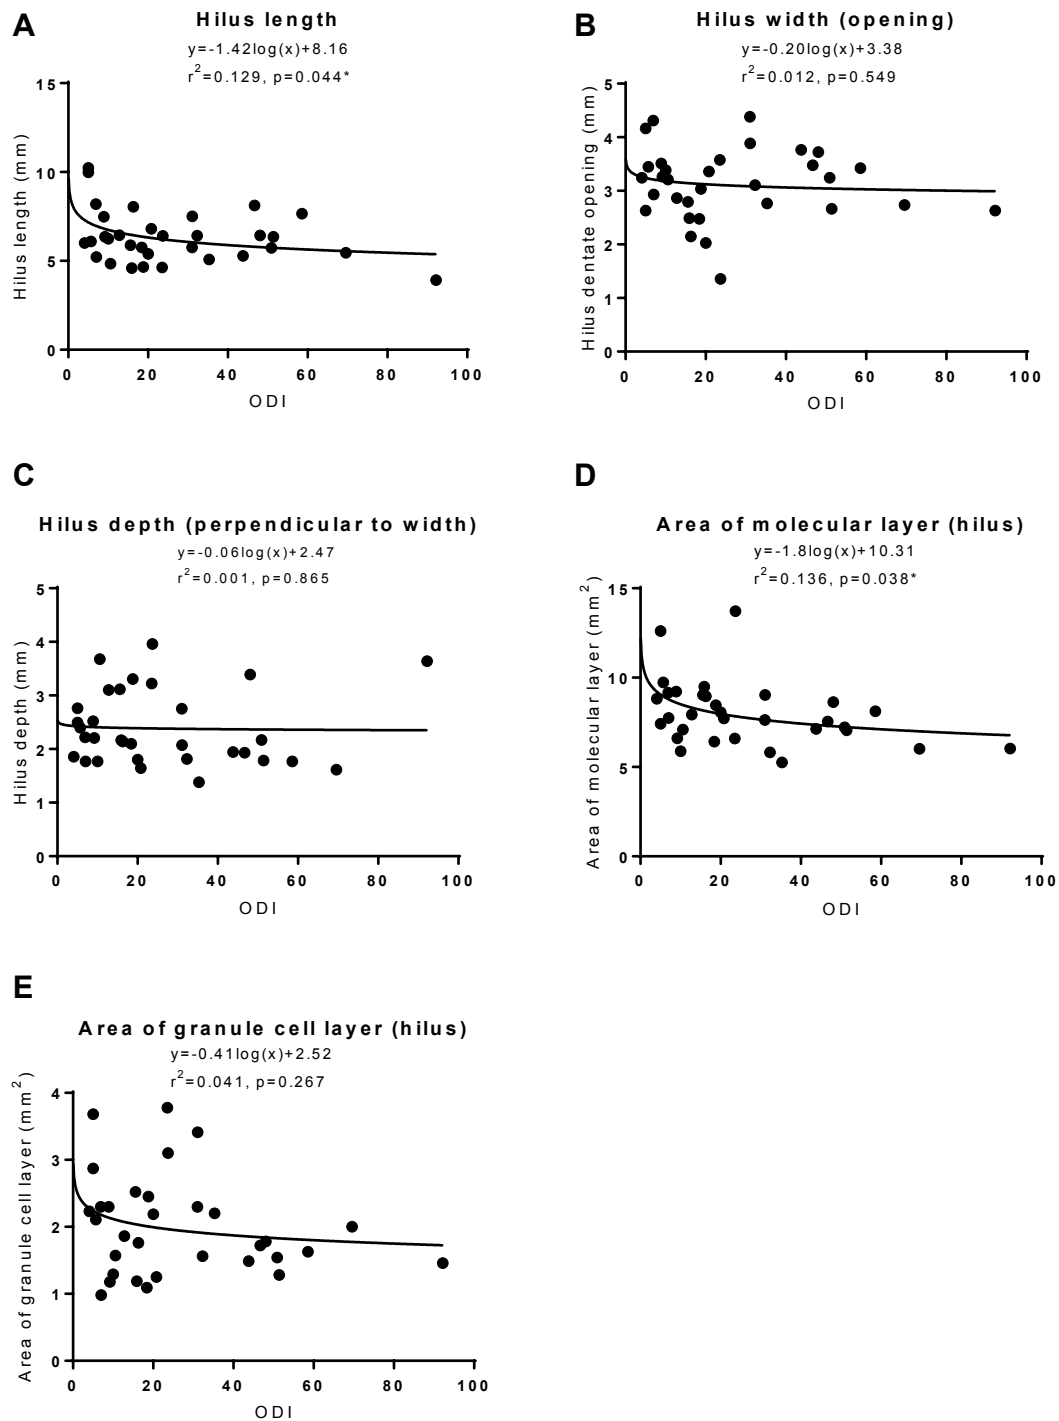 A
Hilus length
y=-1.42log(x)+8.16
r2=0.129, p=0.044*
Hilus length (mm)
15
10
5
0
0 20 40 60 80 100
ODI
B
Hilus width (opening)
y=-0.20log(x)+3.38
r2=0.012, p=0.549
Hilus dentate opening (mm)
5
4
3
2
1
0
0 20 40 60 80 100
ODI
C
Hilus depth (perpendicular to width)
y=-0.06log(x)+2.47
r2=0.001, p=0.865
Hilus depth (mm)
5
4
3
2
1
0
0 20 40 60 80 100
ODI
D
Area of molecular layer (hilus)
y=-1.8log(x)+10.31
r2=0.136, p=0.038*
Area of molecular layer (mm2)
15
10
5
0
0 20 40 60 80 100
ODI
E
Area of granule cell layer (hilus)
y=-0.41log(x)+2.52
r2=0.041, p=0.267
Area of granule cell layer (mm2)
4
3
2
1
0
0 20 40 60 80 100
ODI